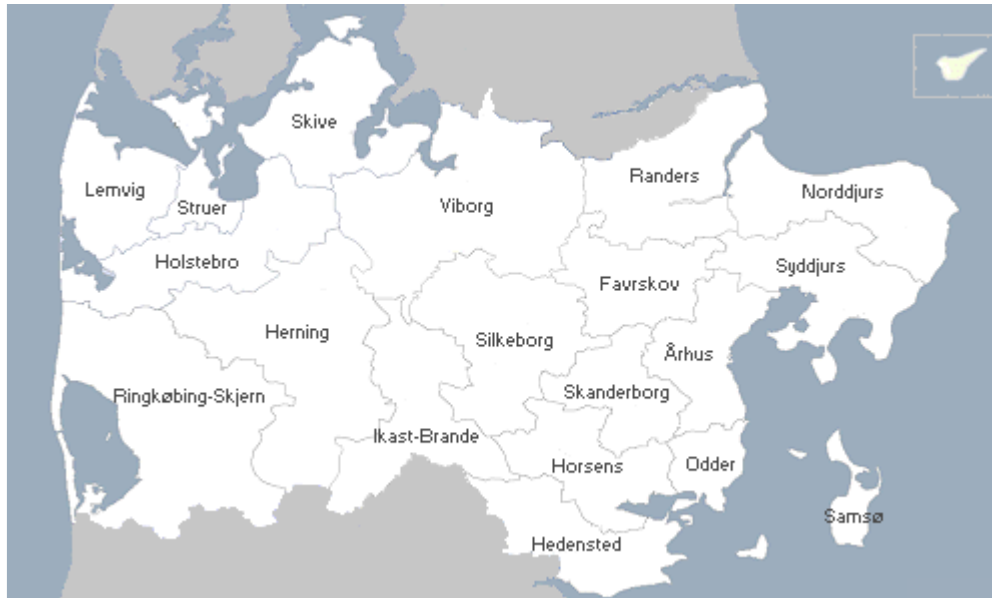 Skive
Lemvig
Struer
Viborg
Randers
Norddjurs
Holstebro
Syddjurs
Favrskov
Herning
Silkeborg
Århus
Ringkøbing-Skjern
Skanderborg
Ikast-Brande
Horsens
Odder
Samsø
Hedensted